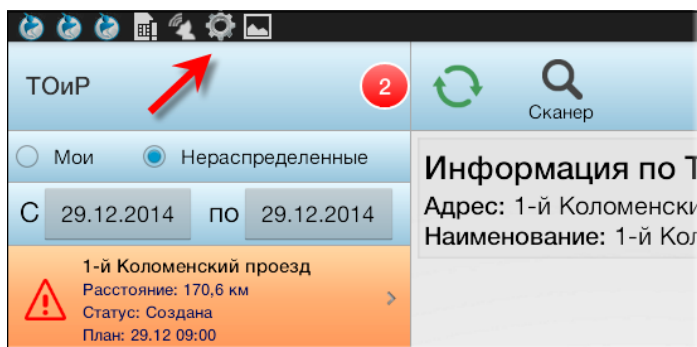 ТОиР
2
Сканер
Мои
Нераспределенные
С 29.12.2014 по 29.12.2014
1-й Коломенский проезд
Расстояние: 170,6 км
Статус: Создана
План: 29.12 09:00
Информация по Т
Адрес: 1-й Коломенски
Наименование: 1-й Кол